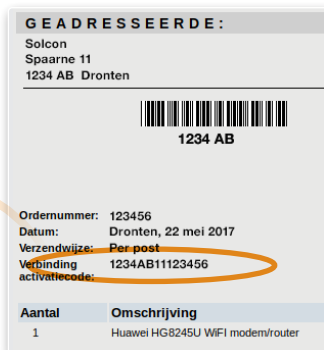 GEADRESSEERDE:
Solcon
Spaarne 11
1234 AB Dronten
1234 AB
Ordernummer: 123456
Datum: Dronten, 22 mei 2017
Verzendwijze: Per post
Verbinding activatiecode: 1234AB11123456
Aantal Omschrijving
1 Huawei HG8245U WiFI modem/router